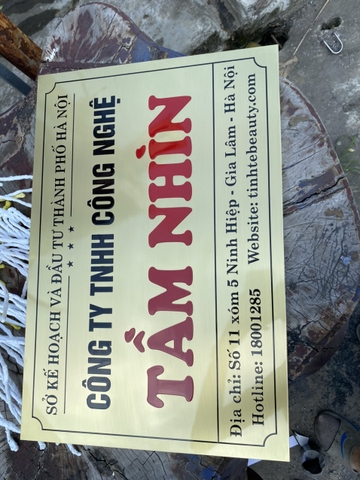 SỞ KẾ HOẠCH VÀ ĐẦU TƯ THÀNH PHỐ HÀ NỘI
CÔNG TY TNHH CÔNG NGHỆ
TẦM NHÌN
Địa chỉ: Số 11 xóm 5 Ninh Hiệp - Gia Lâm - Hà Nội
Hotline: 18001285 Website: tinhtebeauty.com